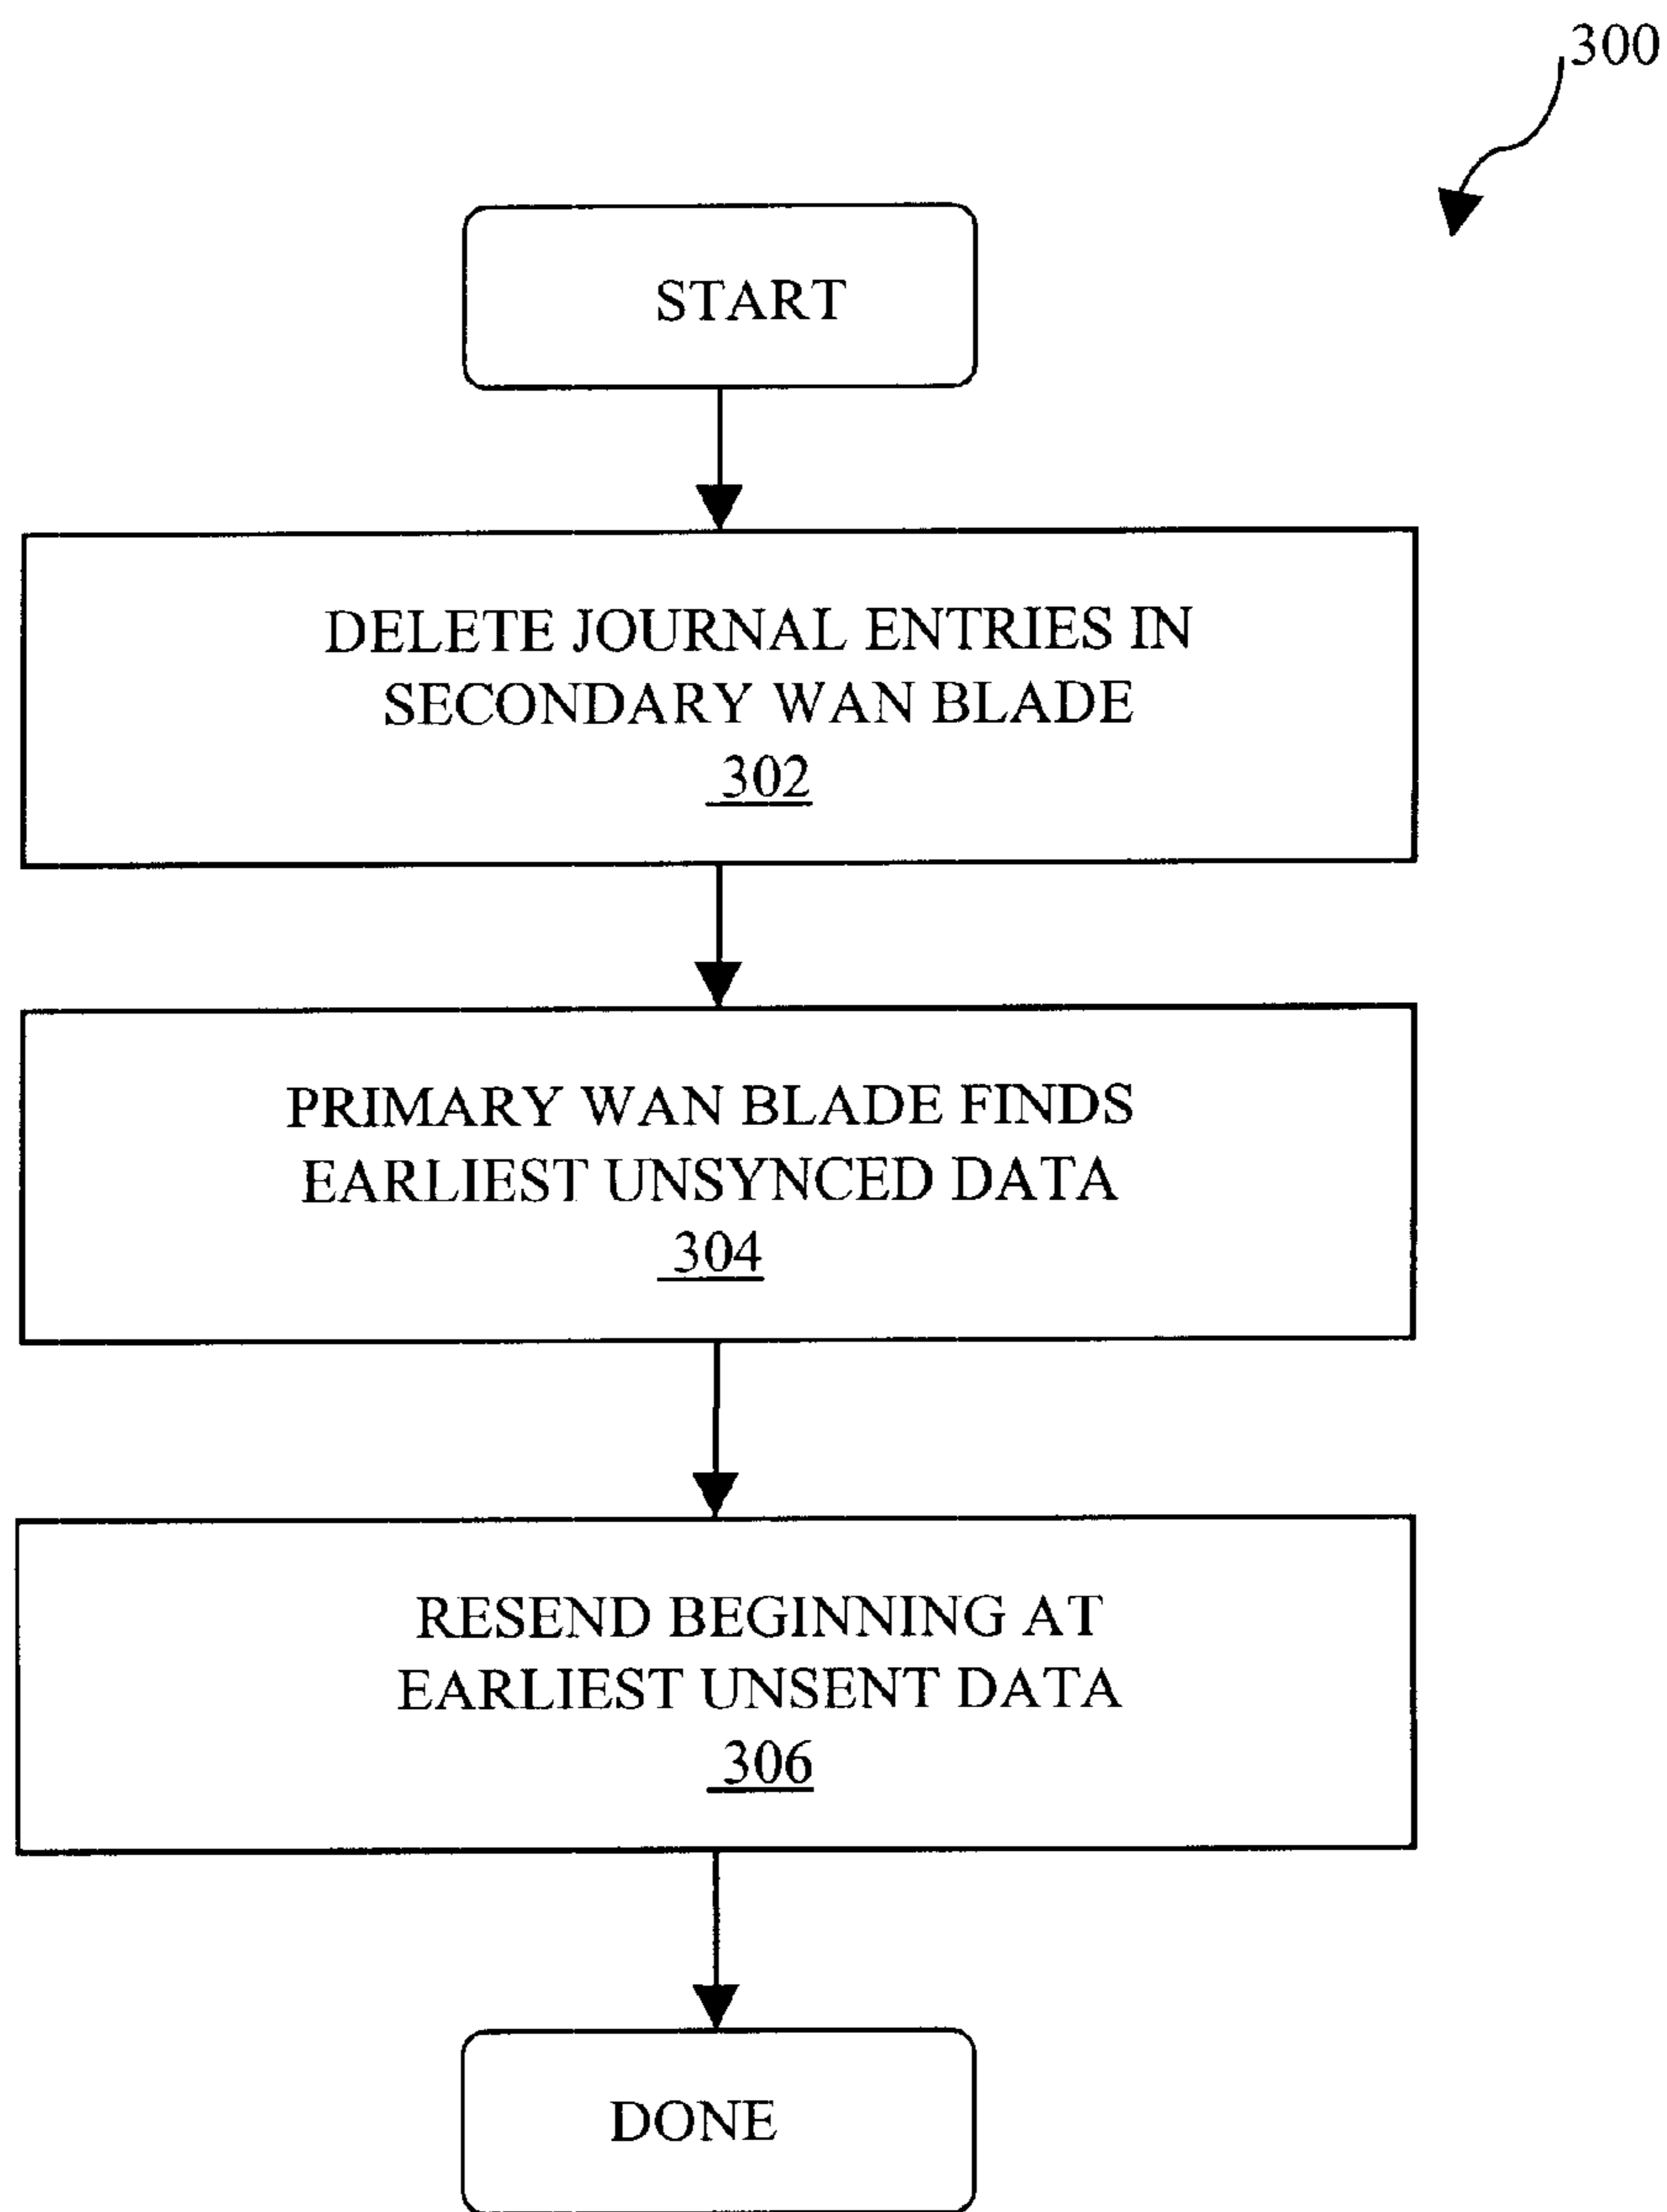 300
START
DELETE JOURNAL ENTRIES IN
SECONDARY WAN BLADE
302
PRIMARY WAN BLADE FINDS
EARLIEST UNSYNCED DATA
304
RESEND BEGINNING AT
EARLIEST UNSENT DATA
306
DONE